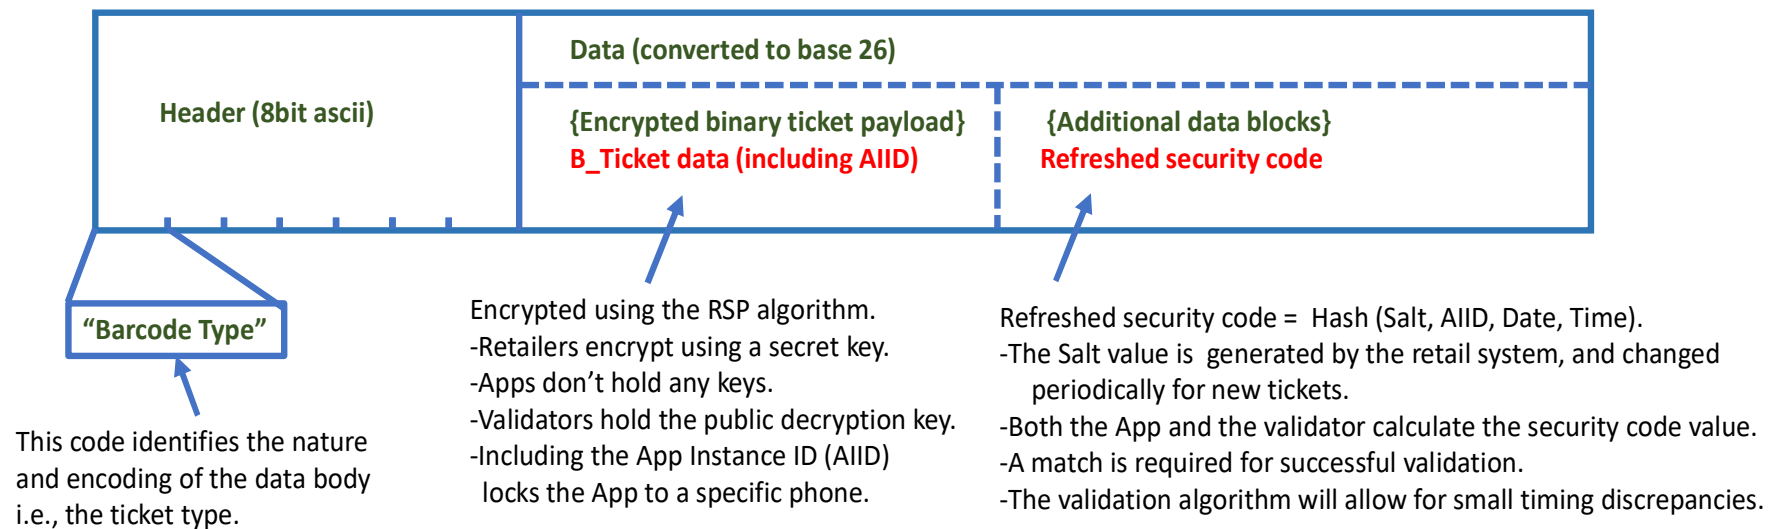 Data (converted to base 26)
Header (8bit ascii)
{Encrypted binary ticket payload}
B_Ticket data (including AIID)
{Additional data blocks}
Refreshed security code
“Barcode Type”
This code identifies the nature
and encoding of the data body
i.e., the ticket type.
Encrypted using the RSP algorithm.
-Retailers encrypt using a secret key.
-Apps don’t hold any keys.
-Validators hold the public decryption key.
-Including the App Instance ID (AIID)
locks the App to a specific phone.
Refreshed security code = Hash (Salt, AIID, Date, Time).
-The Salt value is generated by the retail system, and changed
periodically for new tickets.
-Both the App and the validator calculate the security code value.
-A match is required for successful validation.
-The validation algorithm will allow for small timing discrepancies.